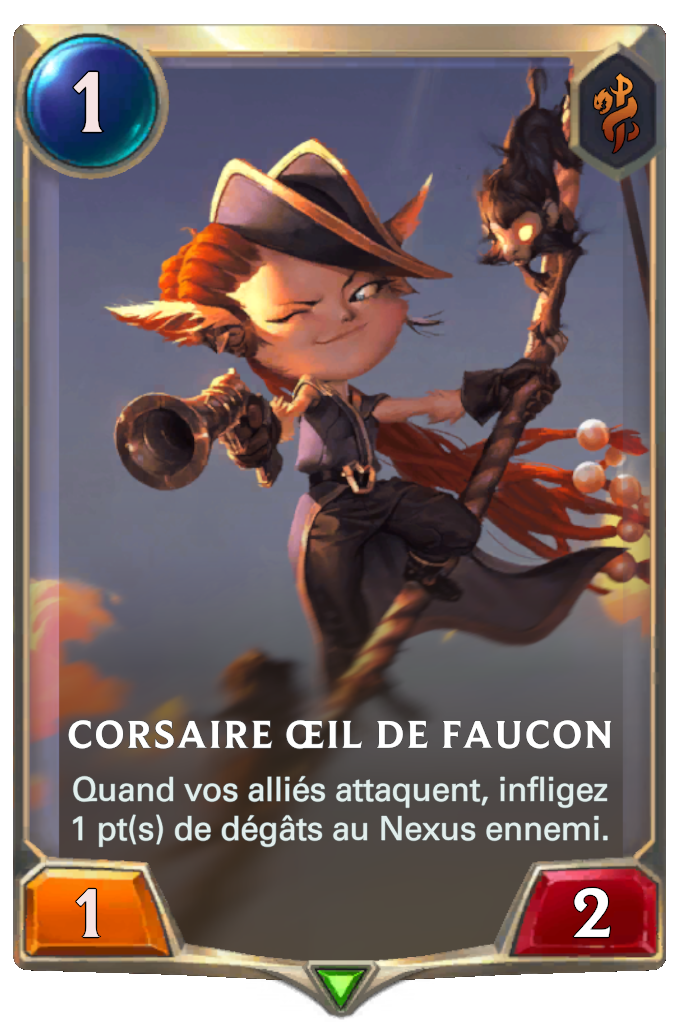 1
CORSAIRE ŒIL DE FAUCON
Quand vos alliés attaquent, infligez
1 pt(s) de dégâts au Nexus ennemi.
1
2